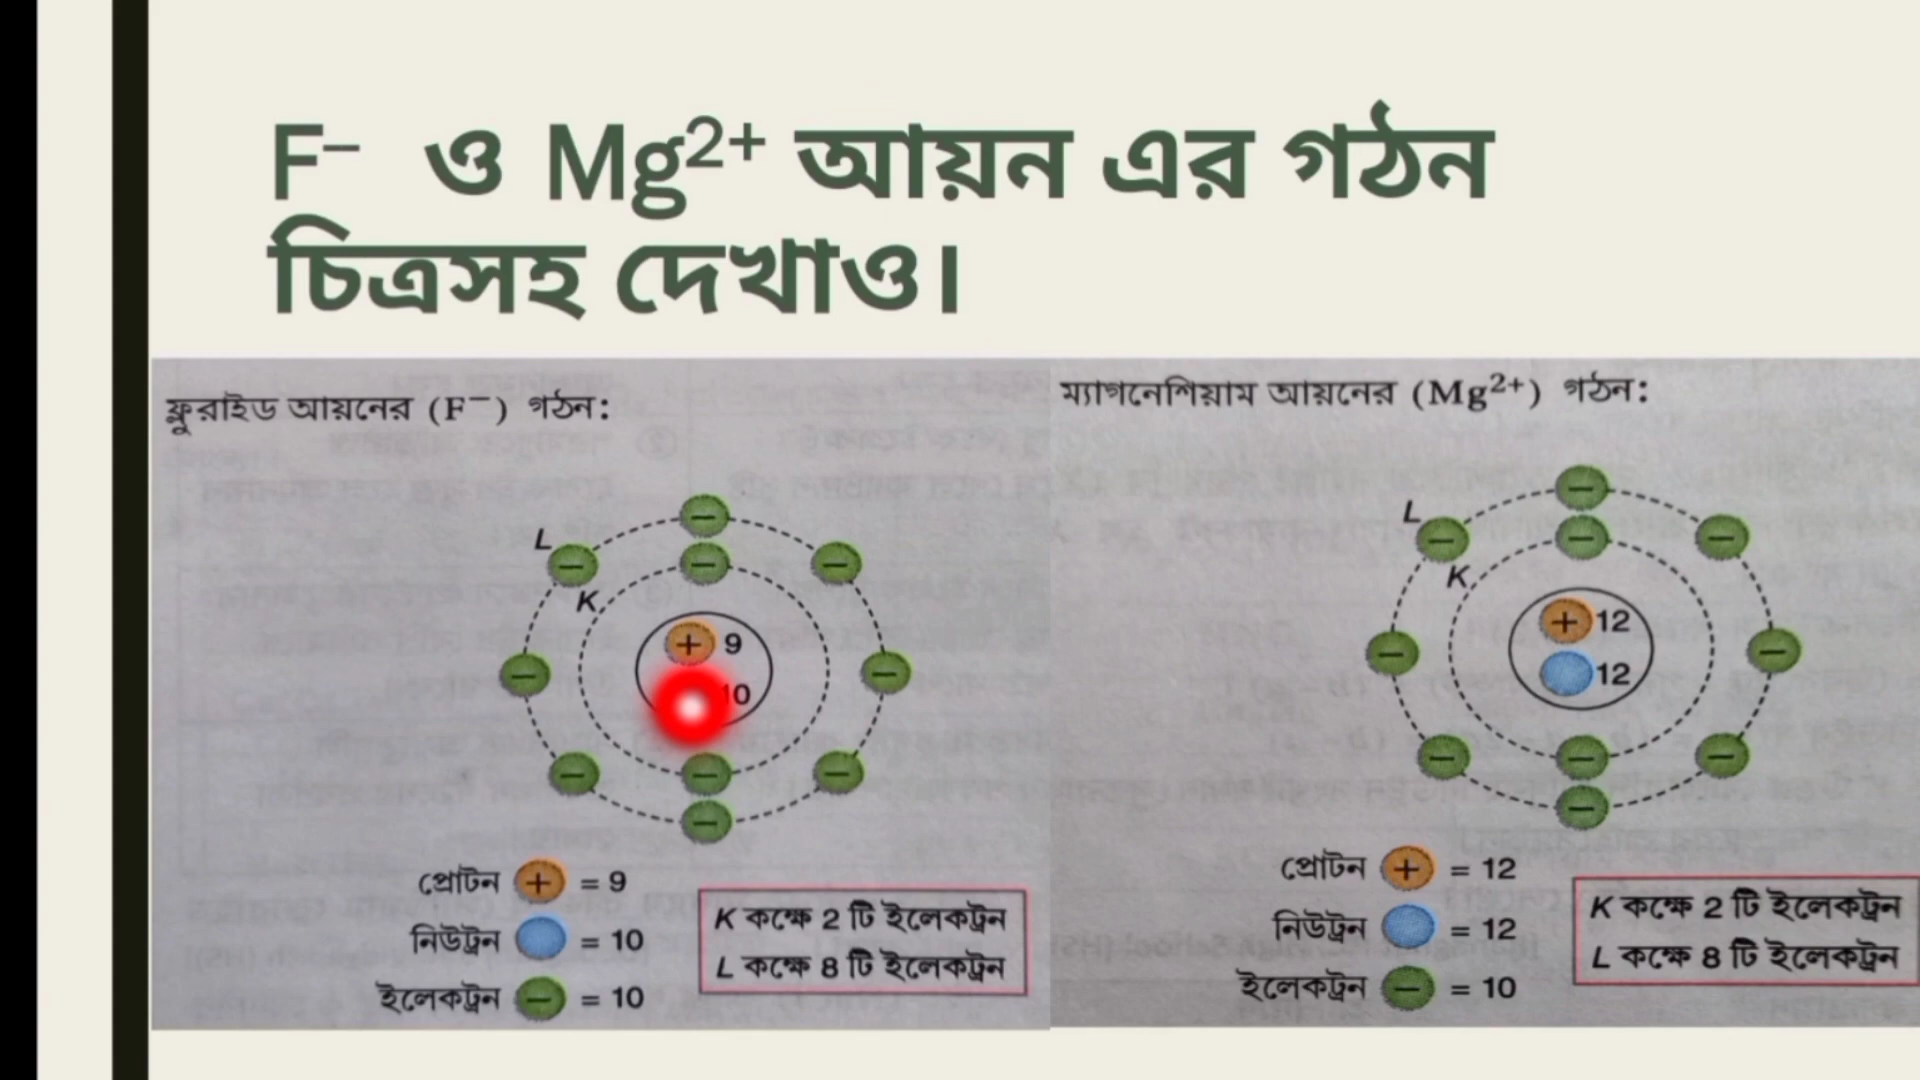 F⁻ ও Mg²⁺ আয়ন এর গঠন
চিত্রসহ দেখাও।
ফ্লুরাইড আয়নের (F⁻) গঠন:
L
K
+ 9
10
প্রোটন + = 9
নিউট্রন = 10
ইলেকট্রন − = 10
K কক্ষে 2 টি ইলেকট্রন
L কক্ষে 8 টি ইলেকট্রন
ম্যাগনেশিয়াম আয়নের (Mg²⁺) গঠন:
L
K
+ 12
12
প্রোটন + = 12
নিউট্রন = 12
ইলেকট্রন − = 10
K কক্ষে 2 টি ইলেকট্রন
L কক্ষে 8 টি ইলেকট্রন